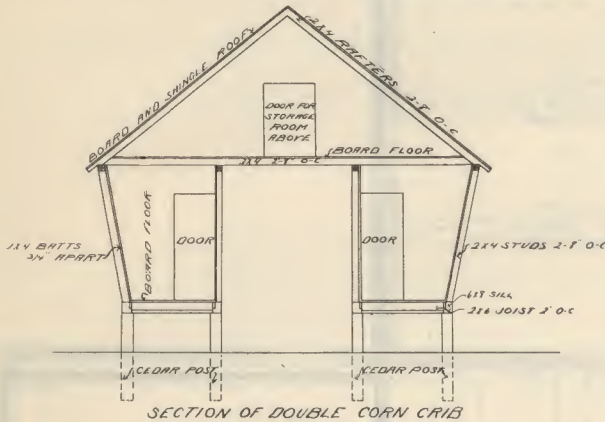 BOARD AND SHINGLE ROOF
2X4 RAFTERS 2'-8" O-C
DOOR FOR
STORAGE
ROOM
ABOVE
BOARD FLOOR
2X4 2'-8" O-C
1X4 BATTS
3/4" APART
BOARD FLOOR
DOOR
DOOR
2X4 STUDS 2'-8" O-C
6X8 SILL
2X6 JOIST 2' O-C
CEDAR POST
CEDAR POST
SECTION OF DOUBLE CORN CRIB